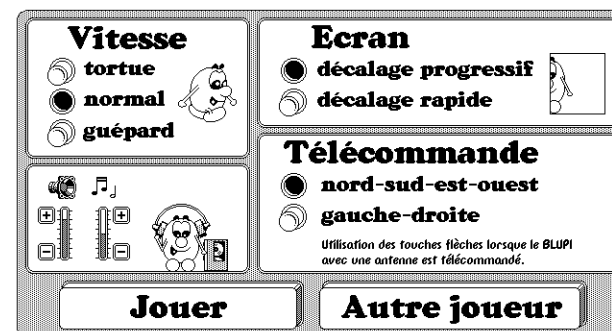 Vitesse
tortue
normal
guépard
Ecran
décalage progressif
décalage rapide
Télécommande
nord-sud-est-ouest
gauche-droite
Utilisation des touches flèches lorsque le BLUPI
avec une antenne est télécommandé.
Jouer
Autre joueur